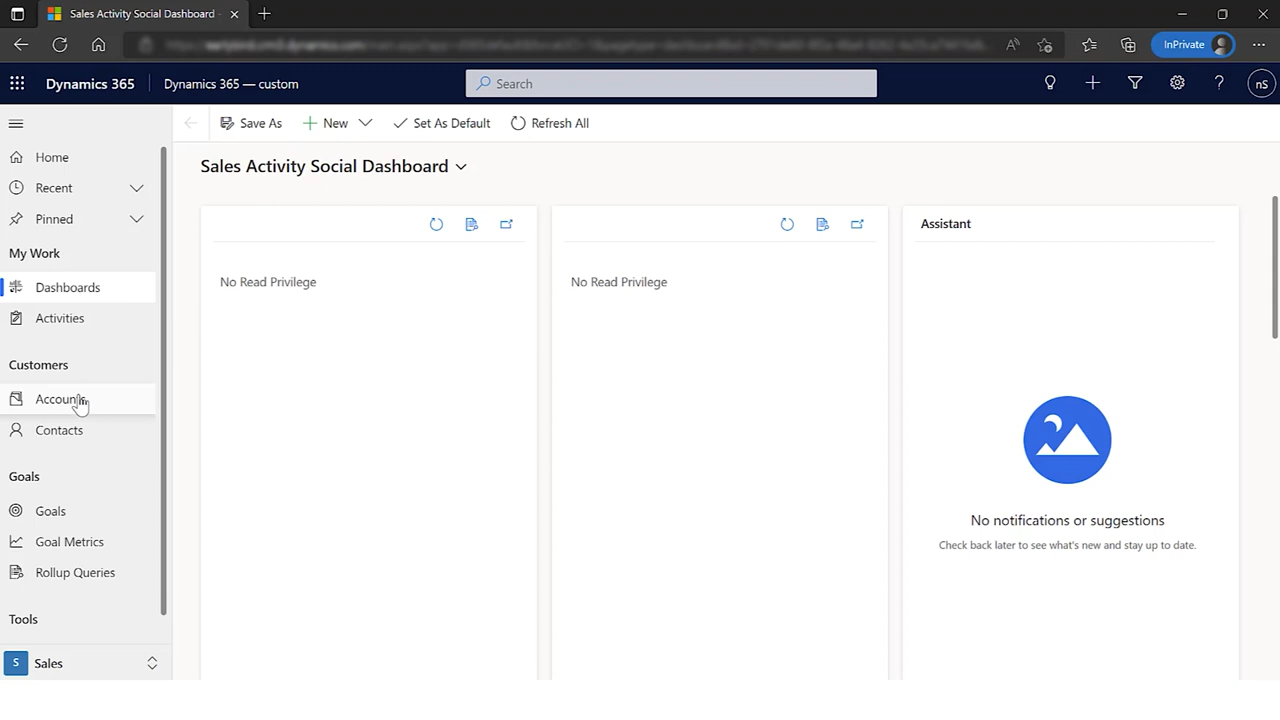 Sales Activity Social Dashboard -
InPrivate
Dynamics 365
Dynamics 365 — custom
Search
nS
Save As
New
Set As Default
Refresh All
Home
Recent
Pinned
My Work
Dashboards
Activities
Customers
Accounts
Contacts
Goals
Goals
Goal Metrics
Rollup Queries
Tools
S
Sales
Sales Activity Social Dashboard
No Read Privilege
No Read Privilege
Assistant
No notifications or suggestions
Check back later to see what's new and stay up to date.